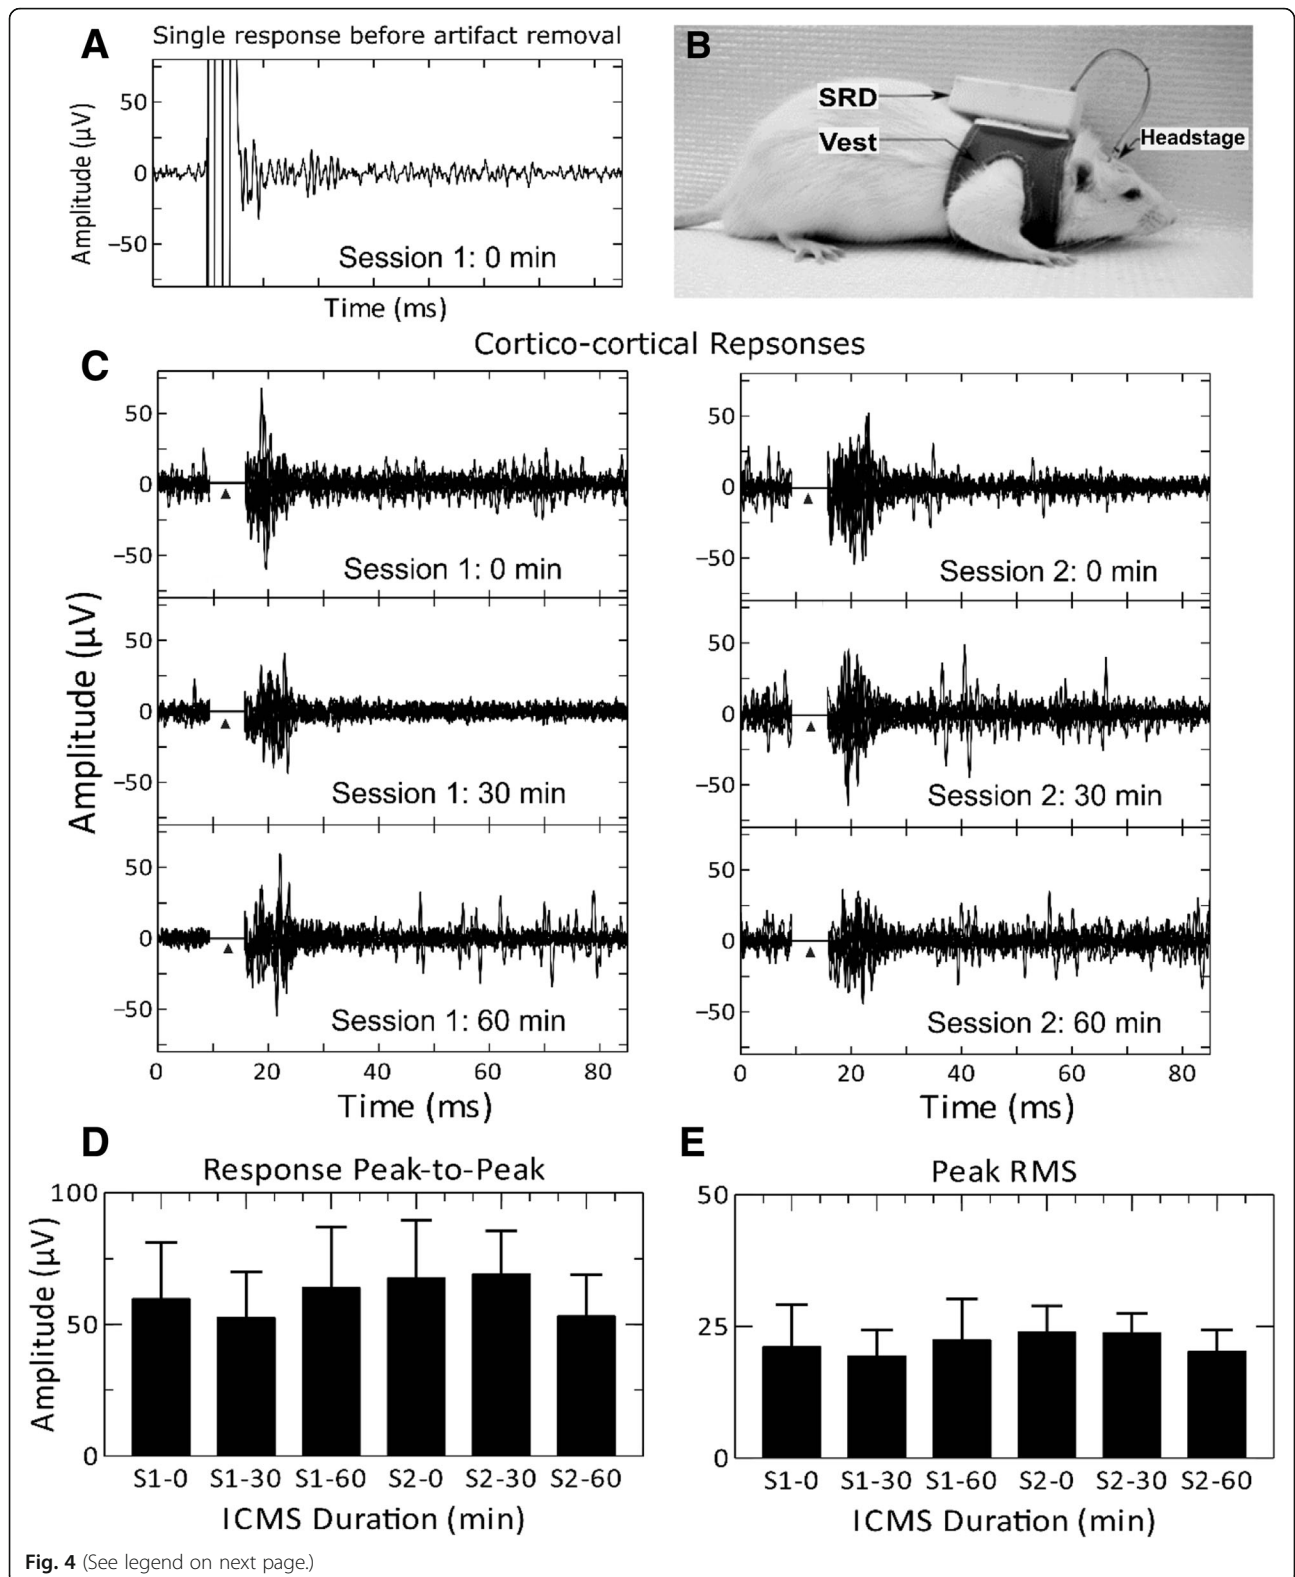 A
Single response before artifact removal
50
0
−50
Amplitude (µV)
Session 1: 0 min
Time (ms)
B
SRD
Vest
Headstage
Cortico-cortical Repsonses
C
Amplitude (µV)
50
0
−50
Session 1: 0 min
50
0
−50
Session 1: 30 min
50
0
−50
Session 1: 60 min
0 20 40 60 80
Time (ms)
50
0
−50
Session 2: 0 min
50
0
−50
Session 2: 30 min
50
0
−50
Session 2: 60 min
0 20 40 60 80
Time (ms)
D
Response Peak-to-Peak
100
50
0
Amplitude (µV)
S1-0 S1-30 S1-60 S2-0 S2-30 S2-60
ICMS Duration (min)
E
Peak RMS
50
25
0
S1-0 S1-30 S1-60 S2-0 S2-30 S2-60
ICMS Duration (min)
Fig. 4 (See legend on next page.)